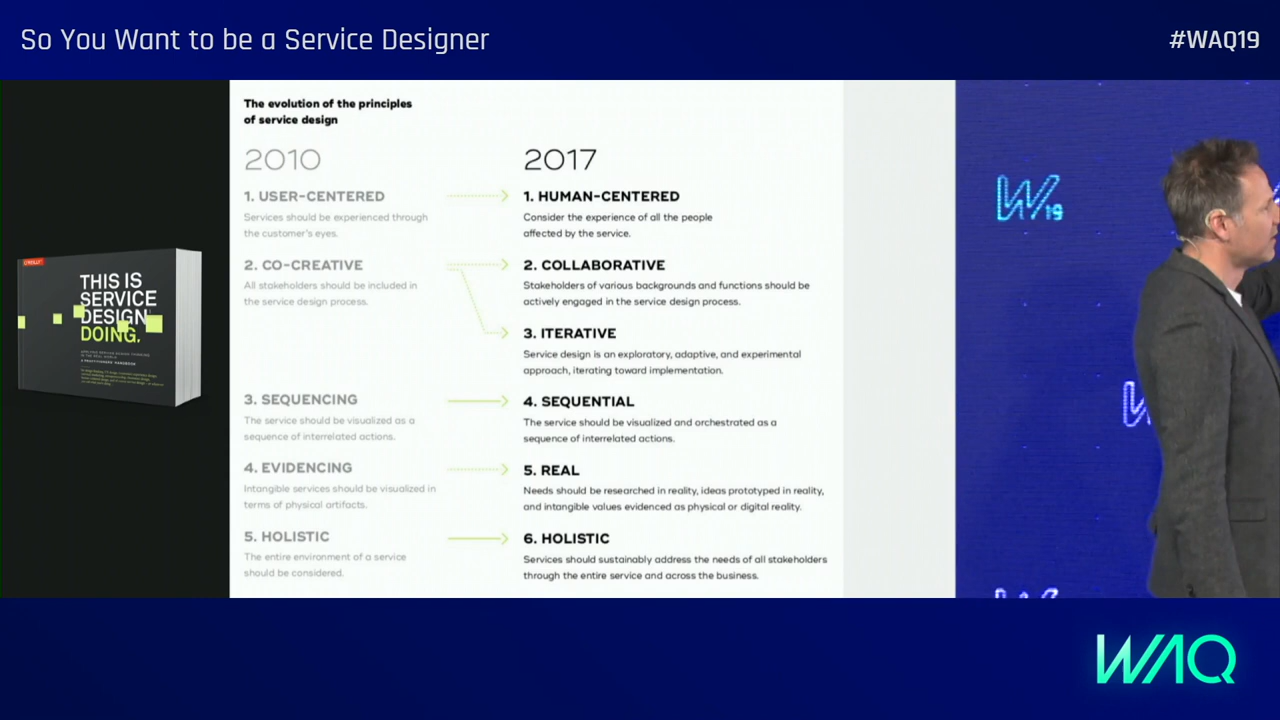 So You Want to be a Service Designer
#WAQ19
The evolution of the principles
of service design
2010
2017
1. USER-CENTERED
Services should be experienced through
the customer's eyes.
1. HUMAN-CENTERED
Consider the experience of all the people
affected by the service.
2. CO-CREATIVE
All stakeholders should be included in
the service design process.
2. COLLABORATIVE
Stakeholders of various backgrounds and functions should be
actively engaged in the service design process.
3. ITERATIVE
Service design is an exploratory, adaptive, and experimental
approach, iterating toward implementation.
3. SEQUENCING
The service should be visualized as a
sequence of interrelated actions.
4. SEQUENTIAL
The service should be visualized and orchestrated as a
sequence of interrelated actions.
4. EVIDENCING
Intangible services should be visualized in
terms of physical artifacts.
5. REAL
Needs should be researched in reality, ideas prototyped in reality,
and intangible values evidenced as physical or digital reality.
5. HOLISTIC
The entire environment of a service
should be considered.
6. HOLISTIC
Services should sustainably address the needs of all stakeholders
through the entire service and across the business.
O'REILLY
THIS IS
SERVICE
DESIGN
DOING.
W19
WAQ